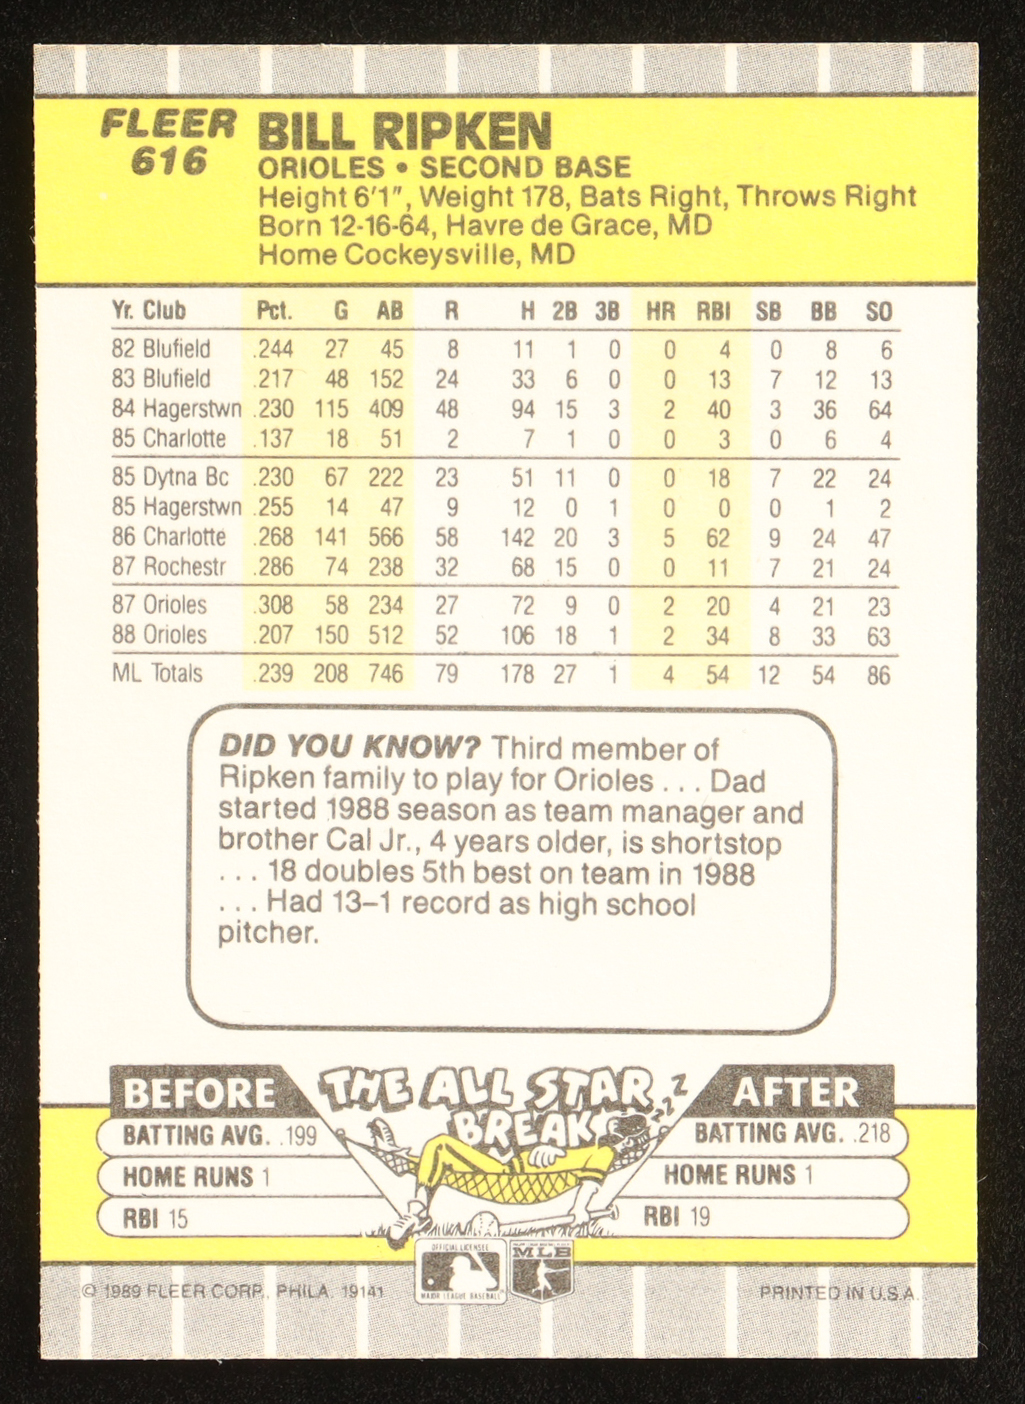 FLEER
616
BILL RIPKEN
ORIOLES • SECOND BASE
Height 6'1", Weight 178, Bats Right, Throws Right
Born 12-16-64, Havre de Grace, MD
Home Cockeysville, MD
Yr. Club Pct. G AB R H 2B 3B HR RBI SB BB SO
82 Blufield .244 27 45 8 11 1 0 0 4 0 8 6
83 Blufield .217 48 152 24 33 6 0 0 13 7 12 13
84 Hagerstwn .230 115 409 48 94 15 3 2 40 3 36 64
85 Charlotte .137 18 51 2 7 1 0 0 3 0 6 4
85 Dytna Bc .230 67 222 23 51 11 0 0 18 7 22 24
85 Hagerstwn .255 14 47 9 12 0 1 0 0 0 1 2
86 Charlotte .268 141 566 58 142 20 3 5 62 9 24 47
87 Rochestr .286 74 238 32 68 15 0 0 11 7 21 24
87 Orioles .308 58 234 27 72 9 0 2 20 4 21 23
88 Orioles .207 150 512 52 106 18 1 2 34 8 33 63
ML Totals .239 208 746 79 178 27 1 4 54 12 54 86
DID YOU KNOW? Third member of
Ripken family to play for Orioles . . . Dad
started 1988 season as team manager and
brother Cal Jr., 4 years older, is shortstop
. . . 18 doubles 5th best on team in 1988
. . . Had 13–1 record as high school
pitcher.
THE ALL STAR
BREAK
Z Z Z
BEFORE
BATTING AVG. .199
HOME RUNS 1
RBI 15
AFTER
BATTING AVG. .218
HOME RUNS 1
RBI 19
OFFICIAL LICENSEE
MAJOR LEAGUE BASEBALL
MLB
© 1989 FLEER CORP., PHILA. 19141
PRINTED IN U.S.A.